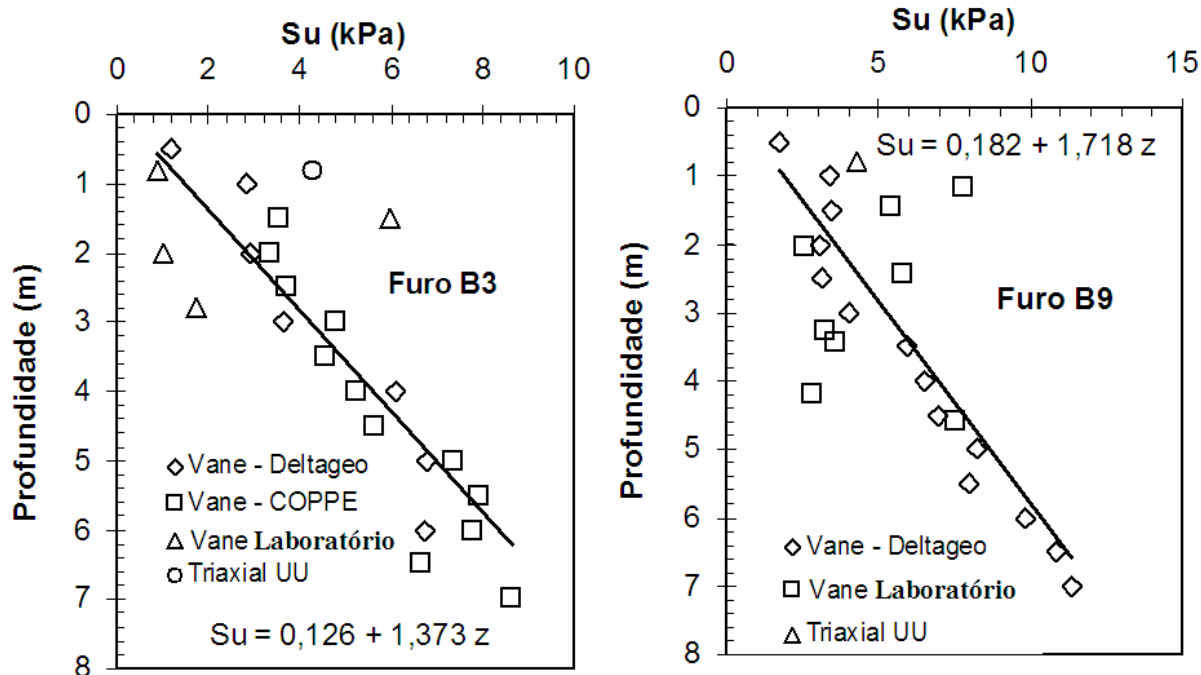 Su (kPa)
0 2 4 6 8 10
0
1
2
3
4
5
6
7
8
Profundidade (m)
Furo B3
Vane - Deltageo
Vane - COPPE
Vane Laboratório
Triaxial UU
Su = 0,126 + 1,373 z
Su (kPa)
0 5 10 15
0
1
2
3
4
5
6
7
8
Profundidade (m)
Su = 0,182 + 1,718 z
Furo B9
Vane - Deltageo
Vane Laboratório
Triaxial UU